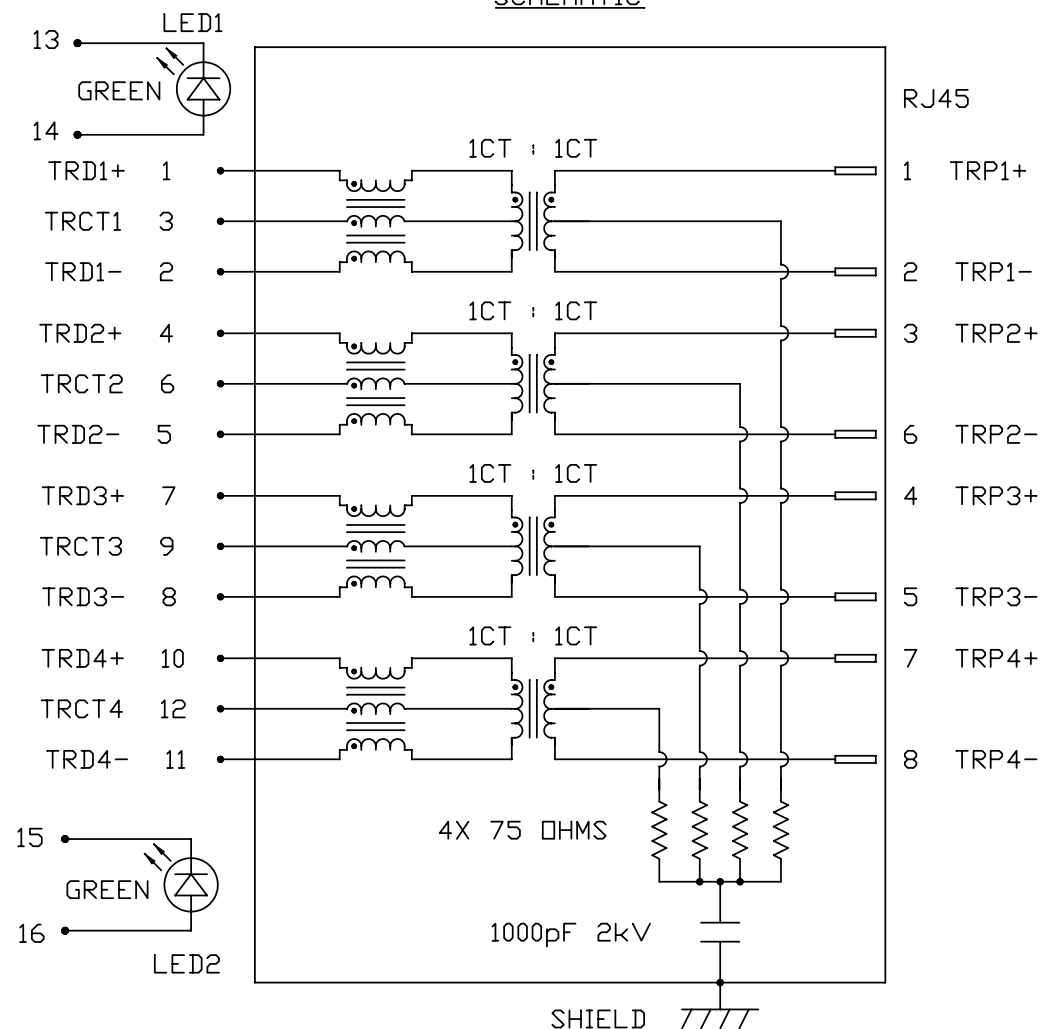 SCHEMATIC
LED1
13
GREEN
14
RJ45
1CT : 1CT
TRD1+ 1
1 TRP1+
TRCT1 3
TRD1- 2
2 TRP1-
1CT : 1CT
TRD2+ 4
3 TRP2+
TRCT2 6
TRD2- 5
6 TRP2-
1CT : 1CT
TRD3+ 7
4 TRP3+
TRCT3 9
TRD3- 8
5 TRP3-
1CT : 1CT
TRD4+ 10
7 TRP4+
TRCT4 12
TRD4- 11
8 TRP4-
4X 75 OHMS
15
GREEN
16
1000pF 2kV
LED2
SHIELD